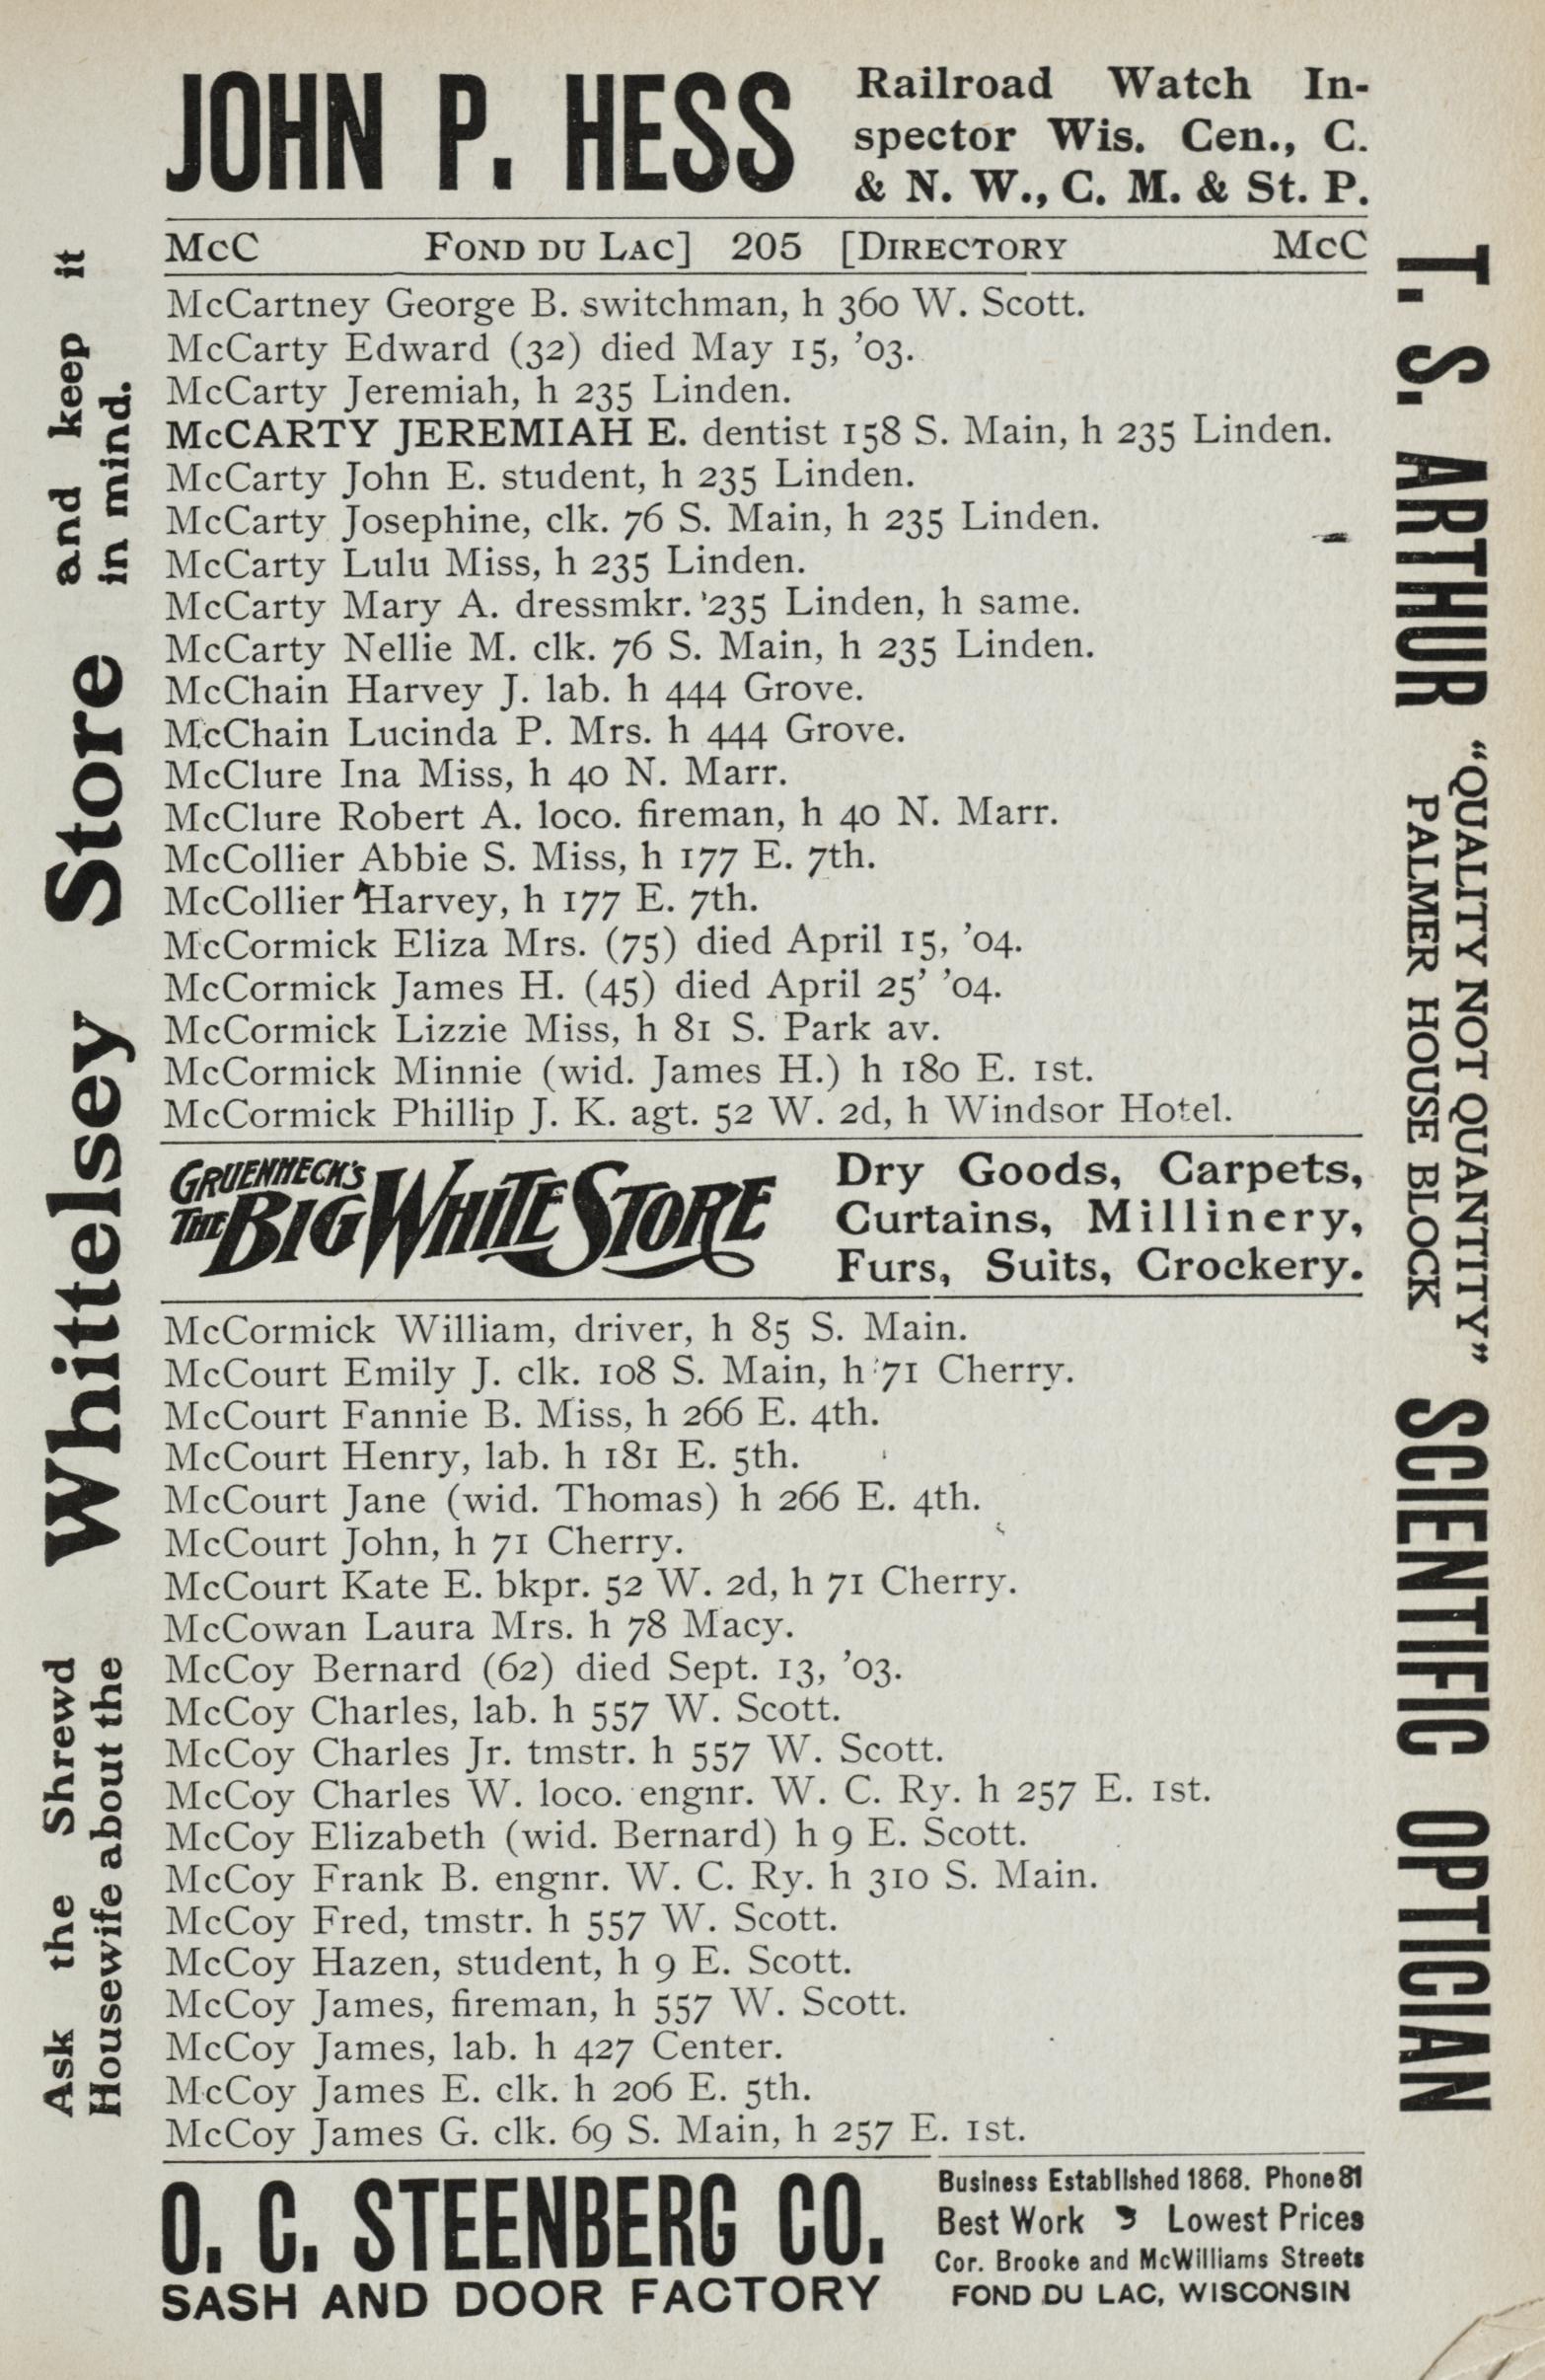 JOHN P. HESS
Railroad Watch In-
spector Wis. Cen., C.
& N. W., C. M. & St. P.
McC FOND DU LAC] 205 [DIRECTORY McC
McCartney George B. switchman, h 360 W. Scott.
McCarty Edward (32) died May 15, '03.
McCarty Jeremiah, h 235 Linden.
McCARTY JEREMIAH E. dentist 158 S. Main, h 235 Linden.
McCarty John E. student, h 235 Linden.
McCarty Josephine, clk. 76 S. Main, h 235 Linden.
McCarty Lulu Miss, h 235 Linden.
McCarty Mary A. dressmkr. '235 Linden, h same.
McCarty Nellie M. clk. 76 S. Main, h 235 Linden.
McChain Harvey J. lab. h 444 Grove.
McChain Lucinda P. Mrs. h 444 Grove.
McClure Ina Miss, h 40 N. Marr.
McClure Robert A. loco. fireman, h 40 N. Marr.
McCollier Abbie S. Miss, h 177 E. 7th.
McCollier Harvey, h 177 E. 7th.
McCormick Eliza Mrs. (75) died April 15, '04.
McCormick James H. (45) died April 25' '04.
McCormick Lizzie Miss, h 81 S. Park av.
McCormick Minnie (wid. James H.) h 180 E. 1st.
McCormick Phillip J. K. agt. 52 W. 2d, h Windsor Hotel.
GRUENHECK'S
THE BIG WHITE STORE
Dry Goods, Carpets,
Curtains, Millinery,
Furs, Suits, Crockery.
McCormick William, driver, h 85 S. Main.
McCourt Emily J. clk. 108 S. Main, h 71 Cherry.
McCourt Fannie B. Miss, h 266 E. 4th.
McCourt Henry, lab. h 181 E. 5th.
McCourt Jane (wid. Thomas) h 266 E. 4th.
McCourt John, h 71 Cherry.
McCourt Kate E. bkpr. 52 W. 2d, h 71 Cherry.
McCowan Laura Mrs. h 78 Macy.
McCoy Bernard (62) died Sept. 13, '03.
McCoy Charles, lab. h 557 W. Scott.
McCoy Charles Jr. tmstr. h 557 W. Scott.
McCoy Charles W. loco. engnr. W. C. Ry. h 257 E. 1st.
McCoy Elizabeth (wid. Bernard) h 9 E. Scott.
McCoy Frank B. engnr. W. C. Ry. h 310 S. Main.
McCoy Fred, tmstr. h 557 W. Scott.
McCoy Hazen, student, h 9 E. Scott.
McCoy James, fireman, h 557 W. Scott.
McCoy James, lab. h 427 Center.
McCoy James E. clk. h 206 E. 5th.
McCoy James G. clk. 69 S. Main, h 257 E. 1st.
O. C. STEENBERG CO.
SASH AND DOOR FACTORY
Business Established 1868. Phone 81
Best Work Lowest Prices
Cor. Brooke and McWilliams Streets
FOND DU LAC, WISCONSIN
Ask the Shrewd
Housewife about the
Whittelsey Store
and keep it
in mind.
T. S. ARTHUR
"QUALITY NOT QUANTITY"
PALMER HOUSE BLOCK
SCIENTIFIC OPTICIAN